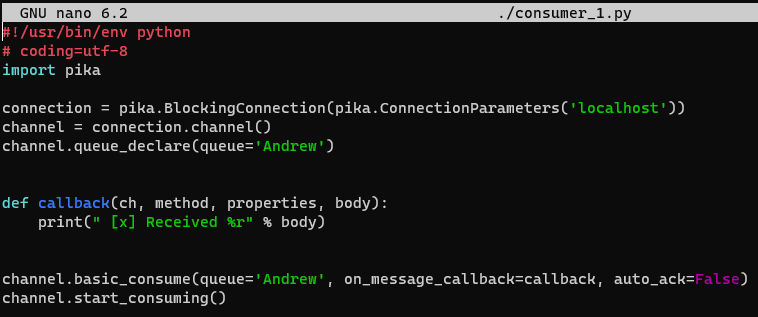 GNU nano 6.2 ./consumer_1.py
#!/usr/bin/env python
# coding=utf-8
import pika
connection = pika.BlockingConnection(pika.ConnectionParameters('localhost'))
channel = connection.channel()
channel.queue_declare(queue='Andrew')
def callback(ch, method, properties, body):
    print(" [x] Received %r" % body)
channel.basic_consume(queue='Andrew', on_message_callback=callback, auto_ack=False)
channel.start_consuming()